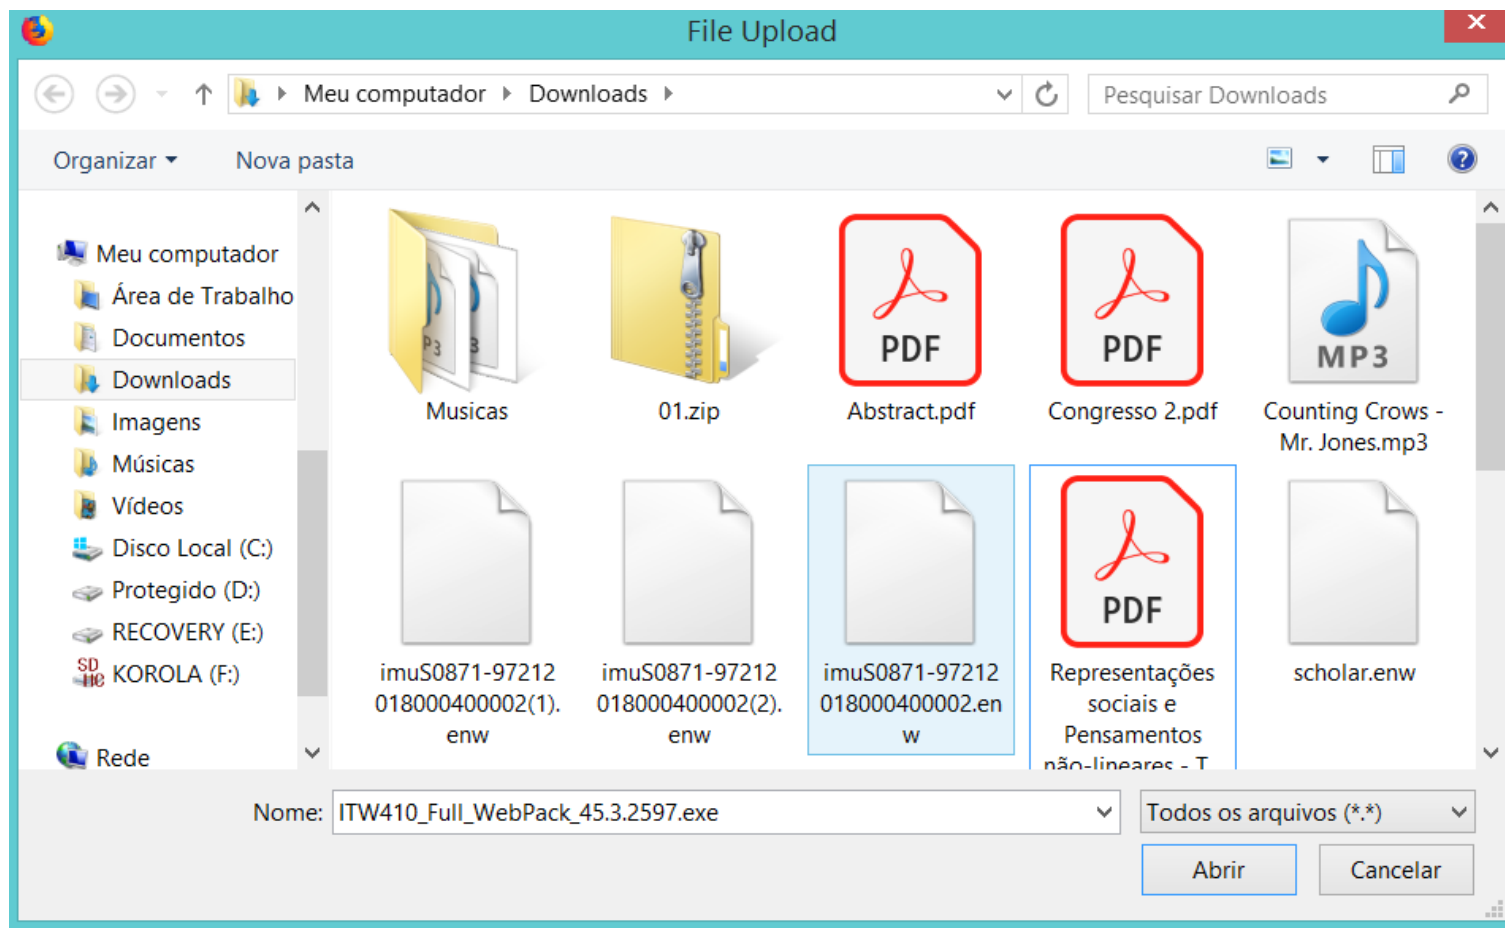 File Upload
Meu computador
Downloads
Pesquisar Downloads
Organizar
Nova pasta
Meu computador
Área de Trabalho
Documentos
Downloads
Imagens
Músicas
Vídeos
Disco Local (C:)
Protegido (D:)
RECOVERY (E:)
KOROLA (F:)
Rede
Musicas
01.zip
PDF
Abstract.pdf
PDF
Congresso 2.pdf
MP3
Counting Crows -
Mr. Jones.mp3
imuS0871-97212
018000400002(1).
enw
imuS0871-97212
018000400002(2).
enw
imuS0871-97212
018000400002.en
w
PDF
Representações
sociais e
Pensamentos
não-lineares - T...
scholar.enw
Nome:
ITW410_Full_WebPack_45.3.2597.exe
Todos os arquivos (*.*)
Abrir
Cancelar